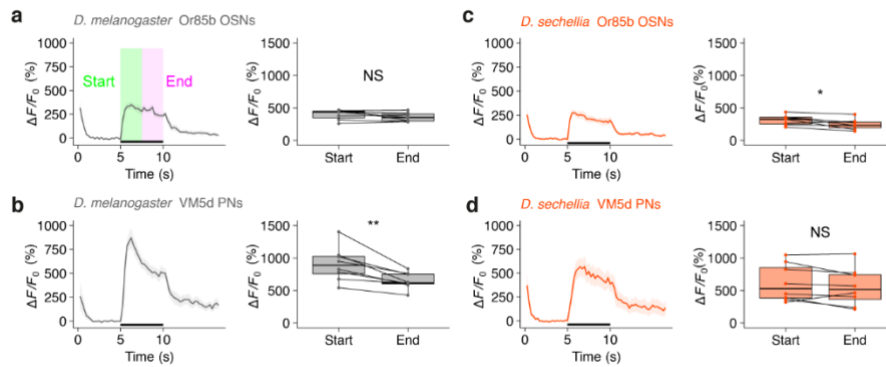 a
D. melanogaster Or85b OSNs
1000
750
500
250
0
ΔF/F0 (%)
Start
End
0
5
10
Time (s)
1500
1000
500
0
ΔF/F0 (%)
NS
Start
End
c
D. sechellia Or85b OSNs
1000
750
500
250
0
ΔF/F0 (%)
0
5
10
Time (s)
1500
1000
500
0
ΔF/F0 (%)
*
Start
End
b
D. melanogaster VM5d PNs
1000
750
500
250
0
ΔF/F0 (%)
0
5
10
Time (s)
1500
1000
500
0
ΔF/F0 (%)
**
Start
End
d
D. sechellia VM5d PNs
1000
750
500
250
0
ΔF/F0 (%)
0
5
10
Time (s)
1500
1000
500
0
ΔF/F0(%)
NS
Start
End